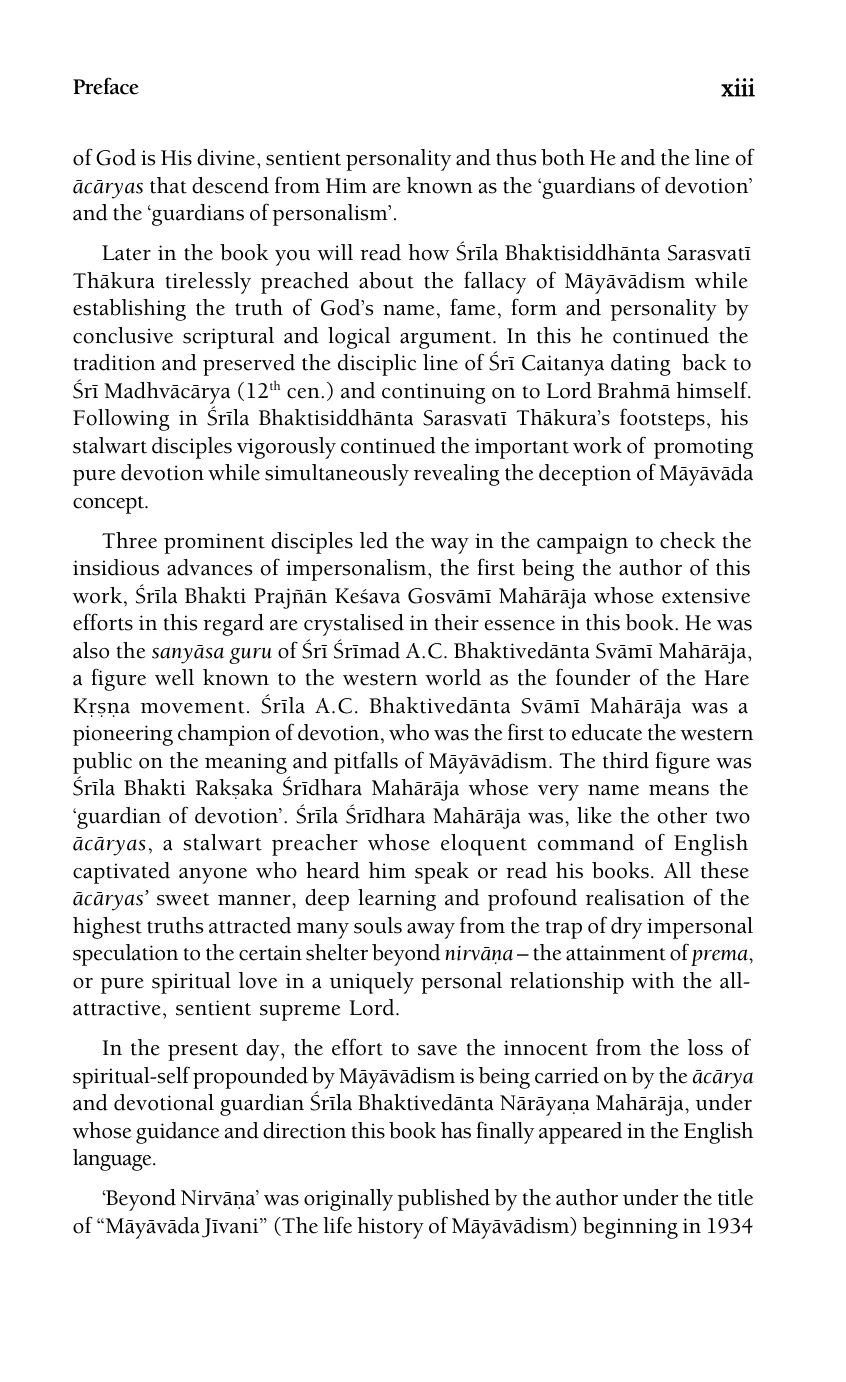 Preface xiii
of God is His divine, sentient personality and thus both He and the line of
ācāryas that descend from Him are known as the ‘guardians of devotion’
and the ‘guardians of personalism’.
Later in the book you will read how Śrīla Bhaktisiddhānta Sarasvatī
Thākura tirelessly preached about the fallacy of Māyāvādism while
establishing the truth of God’s name, fame, form and personality by
conclusive scriptural and logical argument. In this he continued the
tradition and preserved the disciplic line of Śrī Caitanya dating back to
Śrī Madhvācārya (12th cen.) and continuing on to Lord Brahmā himself.
Following in Śrīla Bhaktisiddhānta Sarasvatī Thākura’s footsteps, his
stalwart disciples vigorously continued the important work of promoting
pure devotion while simultaneously revealing the deception of Māyāvāda
concept.
Three prominent disciples led the way in the campaign to check the
insidious advances of impersonalism, the first being the author of this
work, Śrīla Bhakti Prajñān Keśava Gosvāmī Mahārāja whose extensive
efforts in this regard are crystalised in their essence in this book. He was
also the sanyāsa guru of Śrī Śrīmad A.C. Bhaktivedānta Svāmī Mahārāja,
a figure well known to the western world as the founder of the Hare
Kṛṣṇa movement. Śrīla A.C. Bhaktivedānta Svāmī Mahārāja was a
pioneering champion of devotion, who was the first to educate the western
public on the meaning and pitfalls of Māyāvādism. The third figure was
Śrīla Bhakti Rakṣaka Śrīdhara Mahārāja whose very name means the
‘guardian of devotion’. Śrīla Śrīdhara Mahārāja was, like the other two
ācāryas, a stalwart preacher whose eloquent command of English
captivated anyone who heard him speak or read his books. All these
ācāryas’ sweet manner, deep learning and profound realisation of the
highest truths attracted many souls away from the trap of dry impersonal
speculation to the certain shelter beyond nirvāṇa – the attainment of prema,
or pure spiritual love in a uniquely personal relationship with the all-
attractive, sentient supreme Lord.
In the present day, the effort to save the innocent from the loss of
spiritual-self propounded by Māyāvādism is being carried on by the ācārya
and devotional guardian Śrīla Bhaktivedānta Nārāyaṇa Mahārāja, under
whose guidance and direction this book has finally appeared in the English
language.
‘Beyond Nirvāṇa’ was originally published by the author under the title
of “Māyāvāda Jīvani” (The life history of Māyāvādism) beginning in 1934